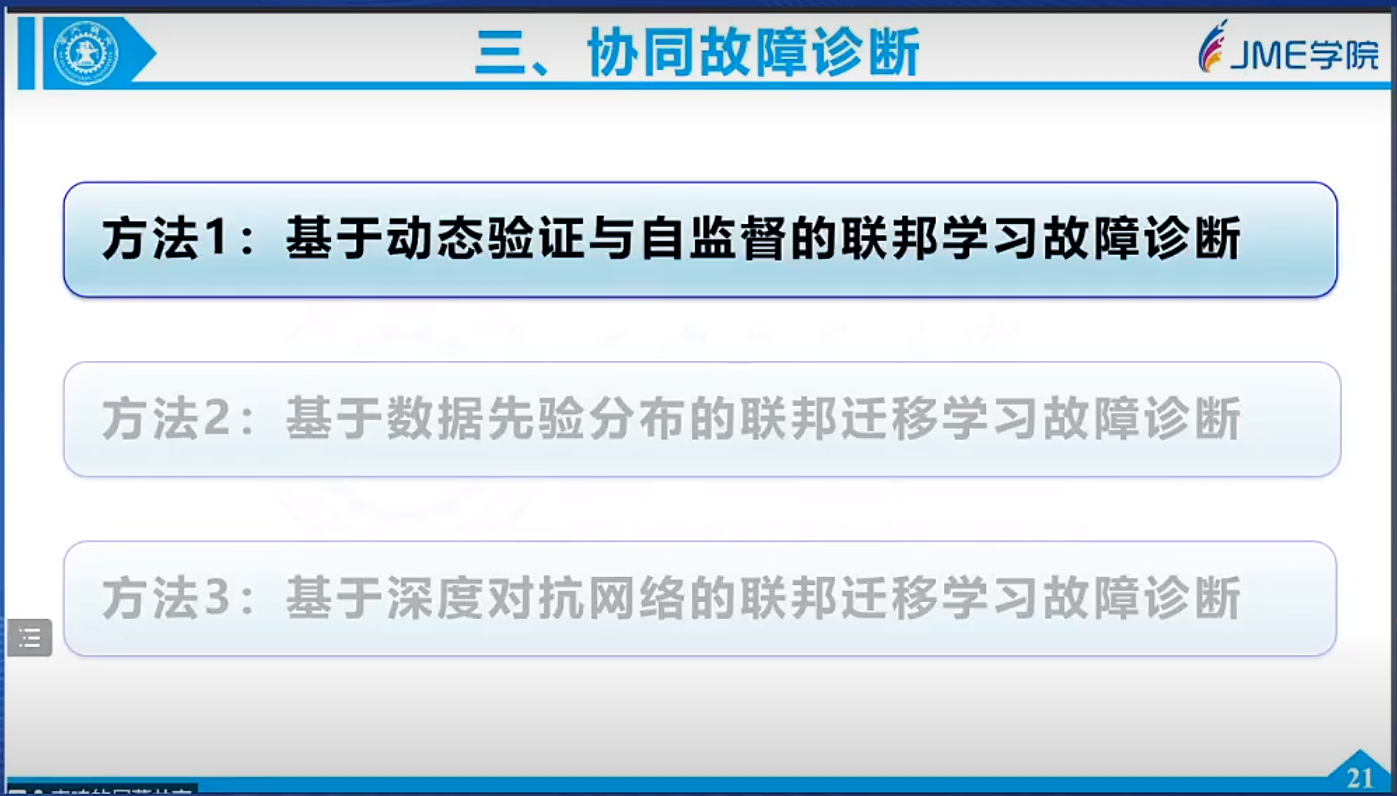 三、协同故障诊断
JME学院
方法1：基于动态验证与自监督的联邦学习故障诊断
方法2：基于数据先验分布的联邦迁移学习故障诊断
方法3：基于深度对抗网络的联邦迁移学习故障诊断
21